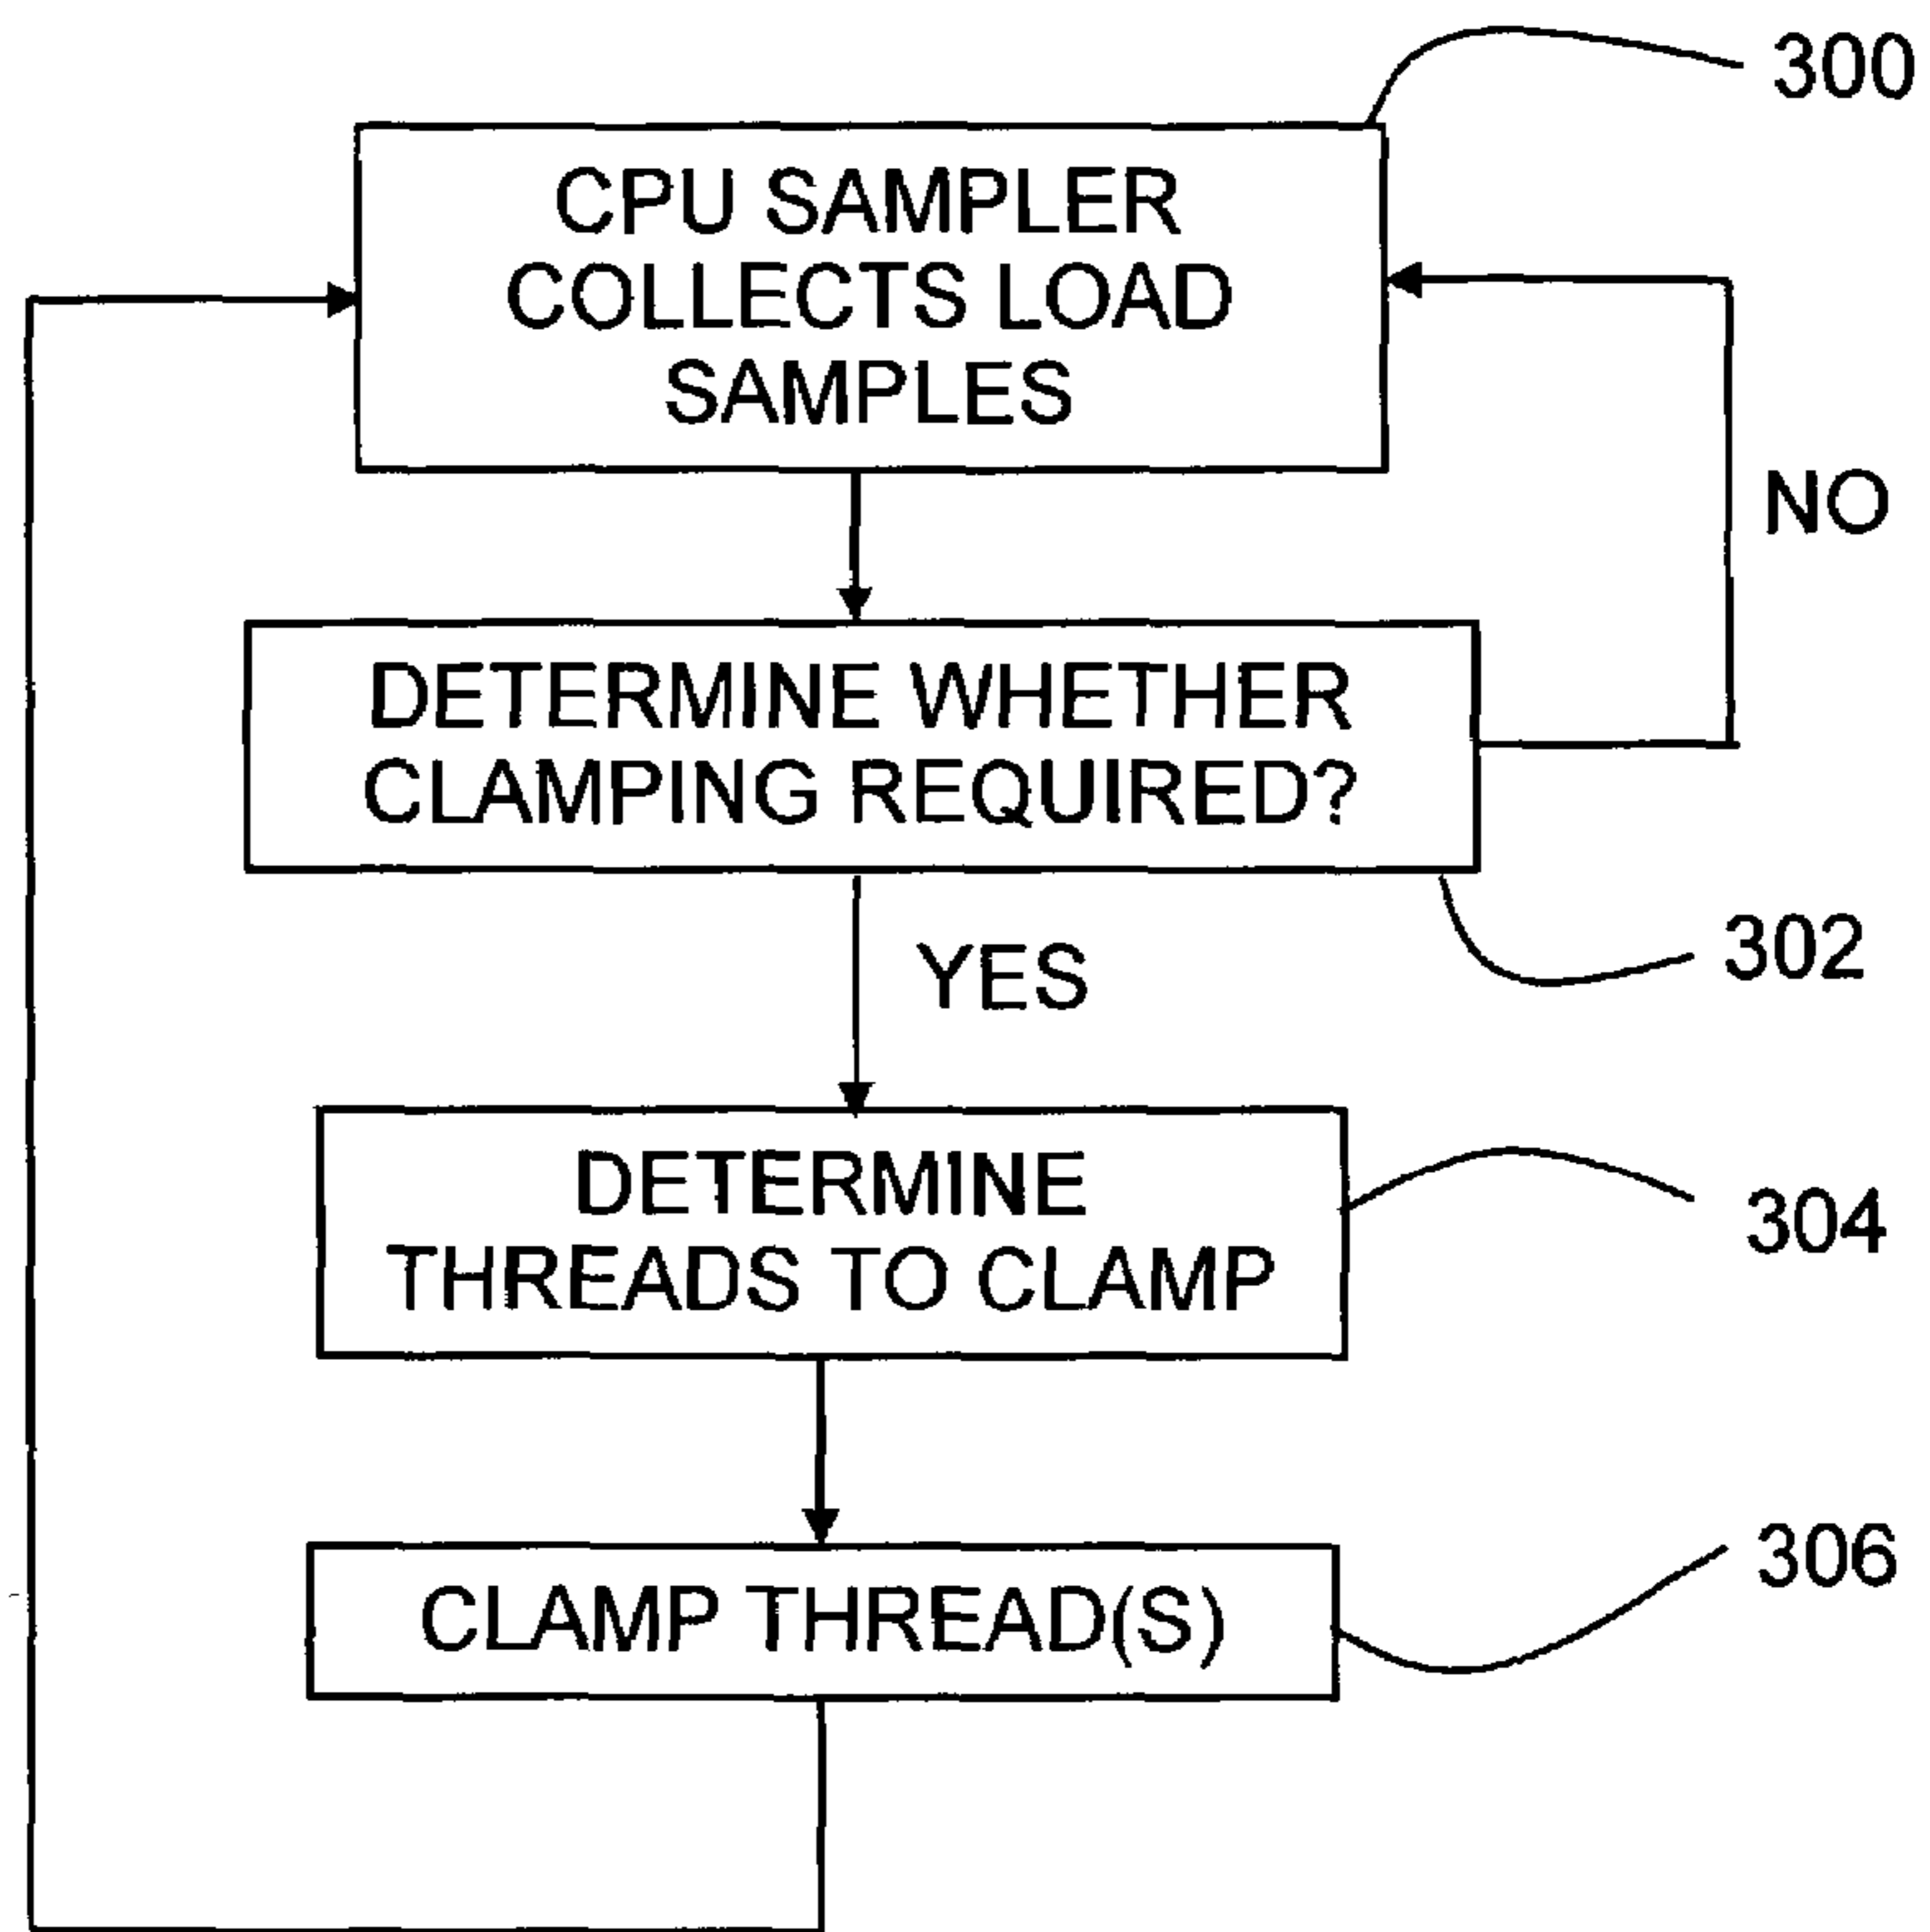 300
CPU SAMPLER
COLLECTS LOAD
SAMPLES
NO
DETERMINE WHETHER
CLAMPING REQUIRED?
302
YES
DETERMINE
THREADS TO CLAMP
304
306
CLAMP THREAD(S)